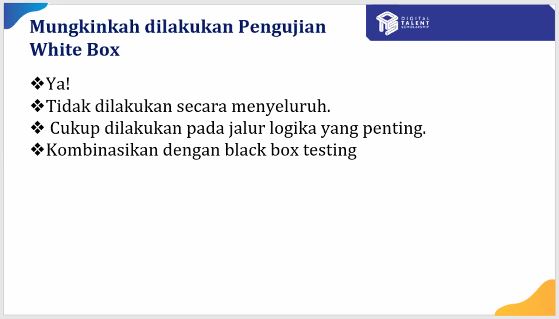 Mungkinkah dilakukan Pengujian
White Box
DIGITAL
TALENT
SCHOLARSHIP
❖Ya!
❖Tidak dilakukan secara menyeluruh.
❖ Cukup dilakukan pada jalur logika yang penting.
❖Kombinasikan dengan black box testing